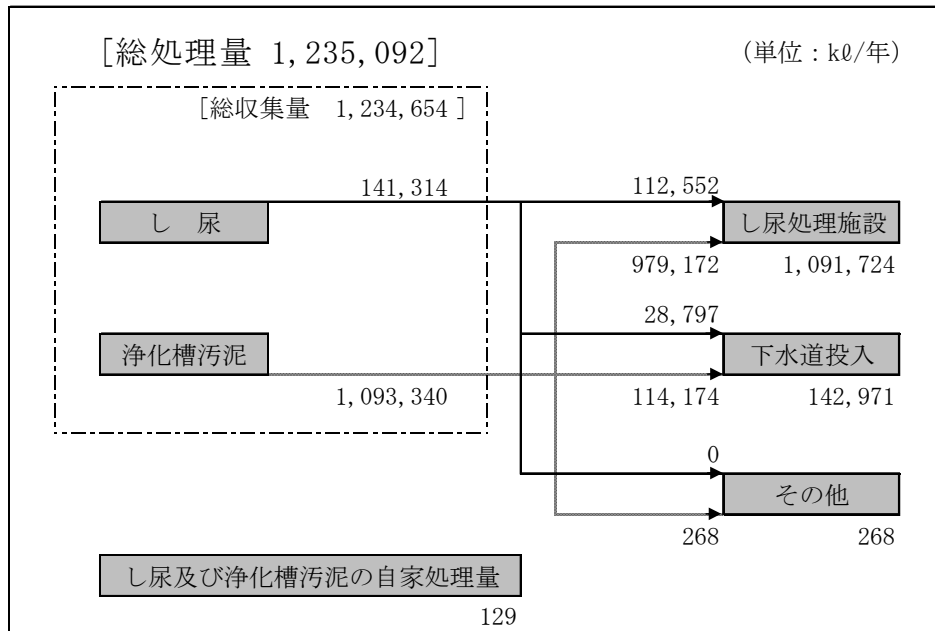 [総処理量 1,235,092]
(単位：kℓ/年)
[総収集量 1,234,654]
141,314
112,552
し 尿
し尿処理施設
979,172
1,091,724
28,797
浄化槽汚泥
下水道投入
1,093,340
114,174
142,971
0
その他
268
268
し尿及び浄化槽汚泥の自家処理量
129